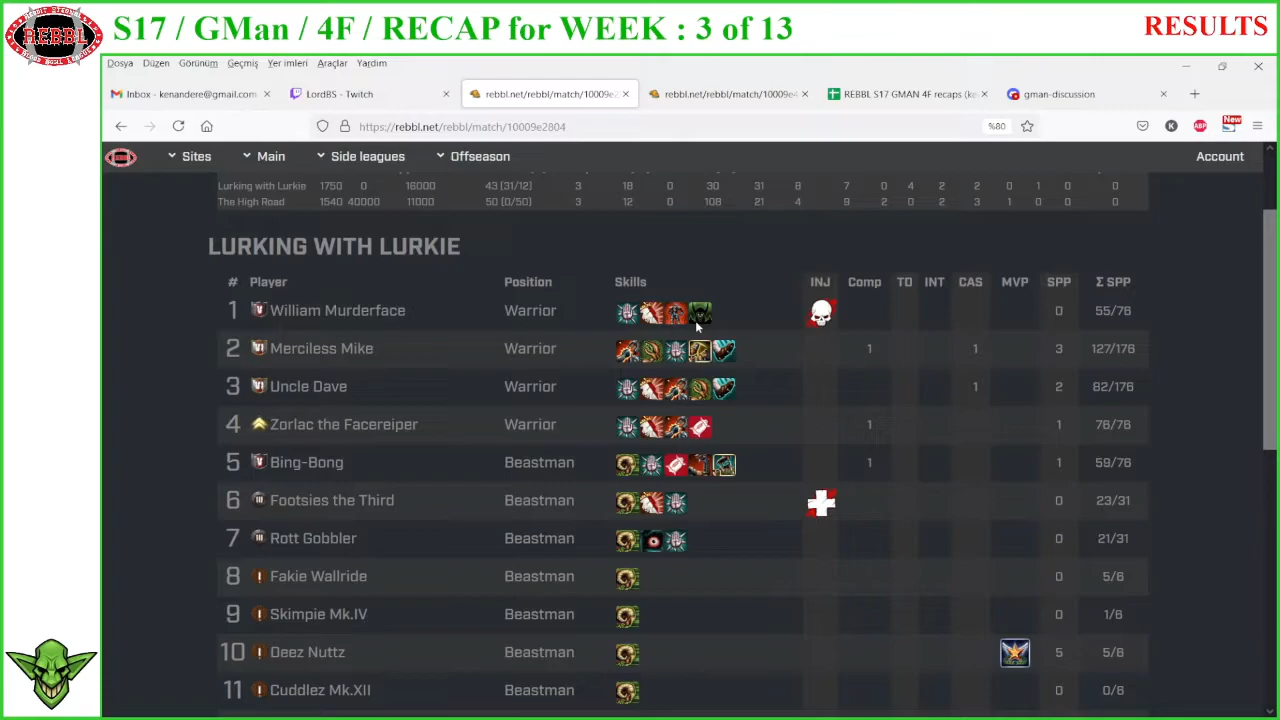 S17 / GMan / 4F / RECAP for WEEK : 3 of 13
RESULTS
REBBL
Dosya Düzen Görünüm Geçmiş Yer imleri Araçlar Yardım
Inbox - kenandere@gmail.com
LordBS - Twitch
rebbl.net/rebbl/match/10009e2
rebbl.net/rebbl/match/10009e4
REBBL S17 GMAN 4F recaps (ke
gman-discussion
https://rebbl.net/rebbl/match/10009e2804
%80
K
ABP
New
Sites Main Side leagues Offseason Account
Lurking with Lurkie 1750 0 16000 43 (31/12) 3 18 0 30 31 8 7 0 4 2 2 0 1 0 0
The High Road 1540 40000 11000 50 (0/50) 3 12 0 108 21 4 9 2 0 2 3 1 0 0 0
LURKING WITH LURKIE
# Player Position Skills INJ Comp TD INT CAS MVP SPP Σ SPP
1 William Murderface Warrior 0 55/76
2 Merciless Mike Warrior 1 1 3 127/176
3 Uncle Dave Warrior 1 2 82/176
4 Zorlac the Facereiper Warrior 1 1 76/76
5 Bing-Bong Beastman 1 1 59/76
6 Footsies the Third Beastman 0 23/31
7 Rott Gobbler Beastman 0 21/31
8 Fakie Wallride Beastman 0 5/6
9 Skimpie Mk.IV Beastman 0 1/6
10 Deez Nuttz Beastman 5 5/6
11 Cuddlez Mk.XII Beastman 0 0/6